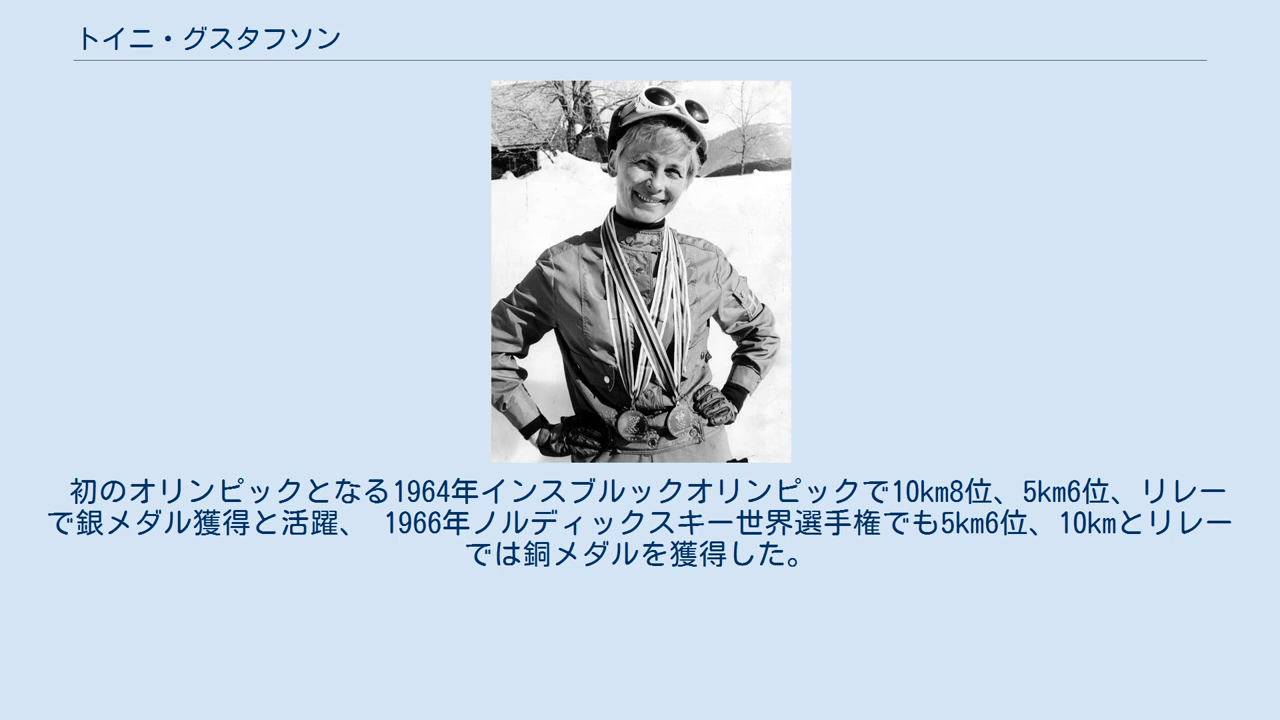 トイニ・グスタフソン
初のオリンピックとなる1964年インスブルックオリンピックで10km8位、5km6位、リレー
で銀メダル獲得と活躍、 1966年ノルディックスキー世界選手権でも5km6位、10kmとリレー
では銅メダルを獲得した。